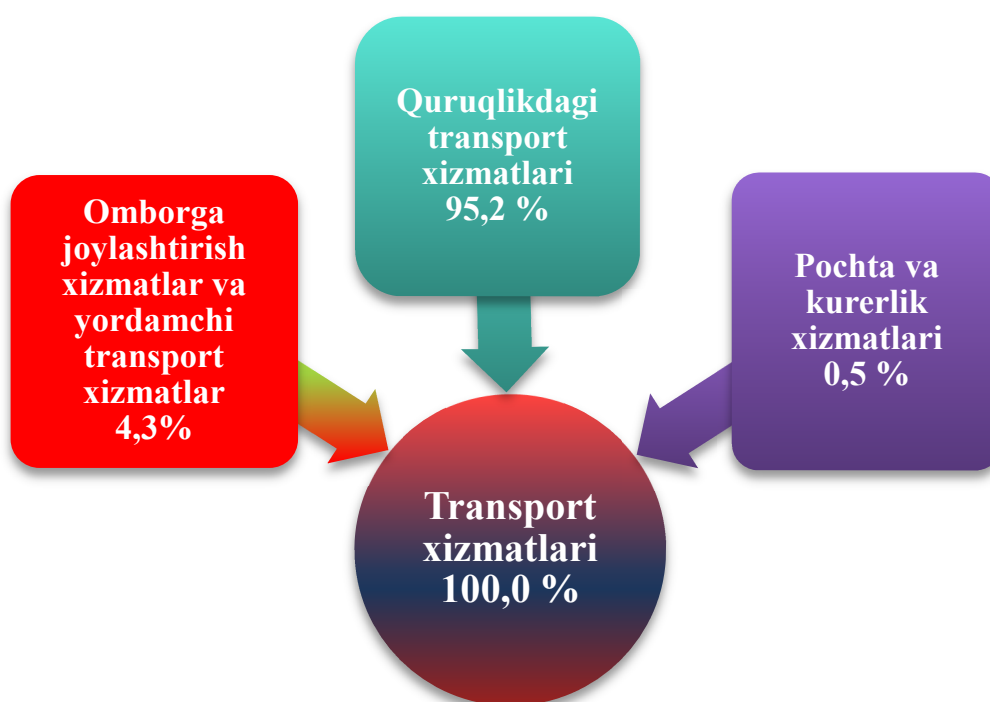 Quruqlikdagi
transport
xizmatlari
95,2 %
Omborga
joylashtirish
xizmatlar va
yordamchi
transport
xizmatlar
4,3%
Pochta va
kurerlik
xizmatlari
0,5 %
Transport
xizmatlari
100,0 %